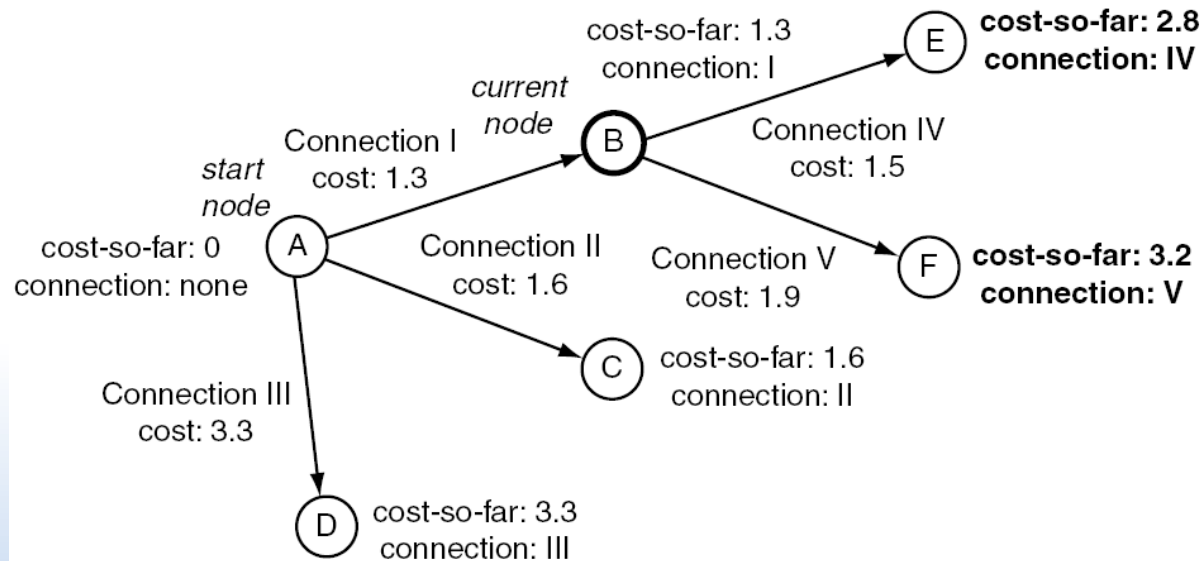 cost-so-far: 1.3
connection: I
E
cost-so-far: 2.8
connection: IV
current
node
B
Connection IV
cost: 1.5
Connection I
cost: 1.3
start
node
A
cost-so-far: 0
connection: none
Connection II
cost: 1.6
Connection V
cost: 1.9
F
cost-so-far: 3.2
connection: V
C
cost-so-far: 1.6
connection: II
Connection III
cost: 3.3
D
cost-so-far: 3.3
connection: III